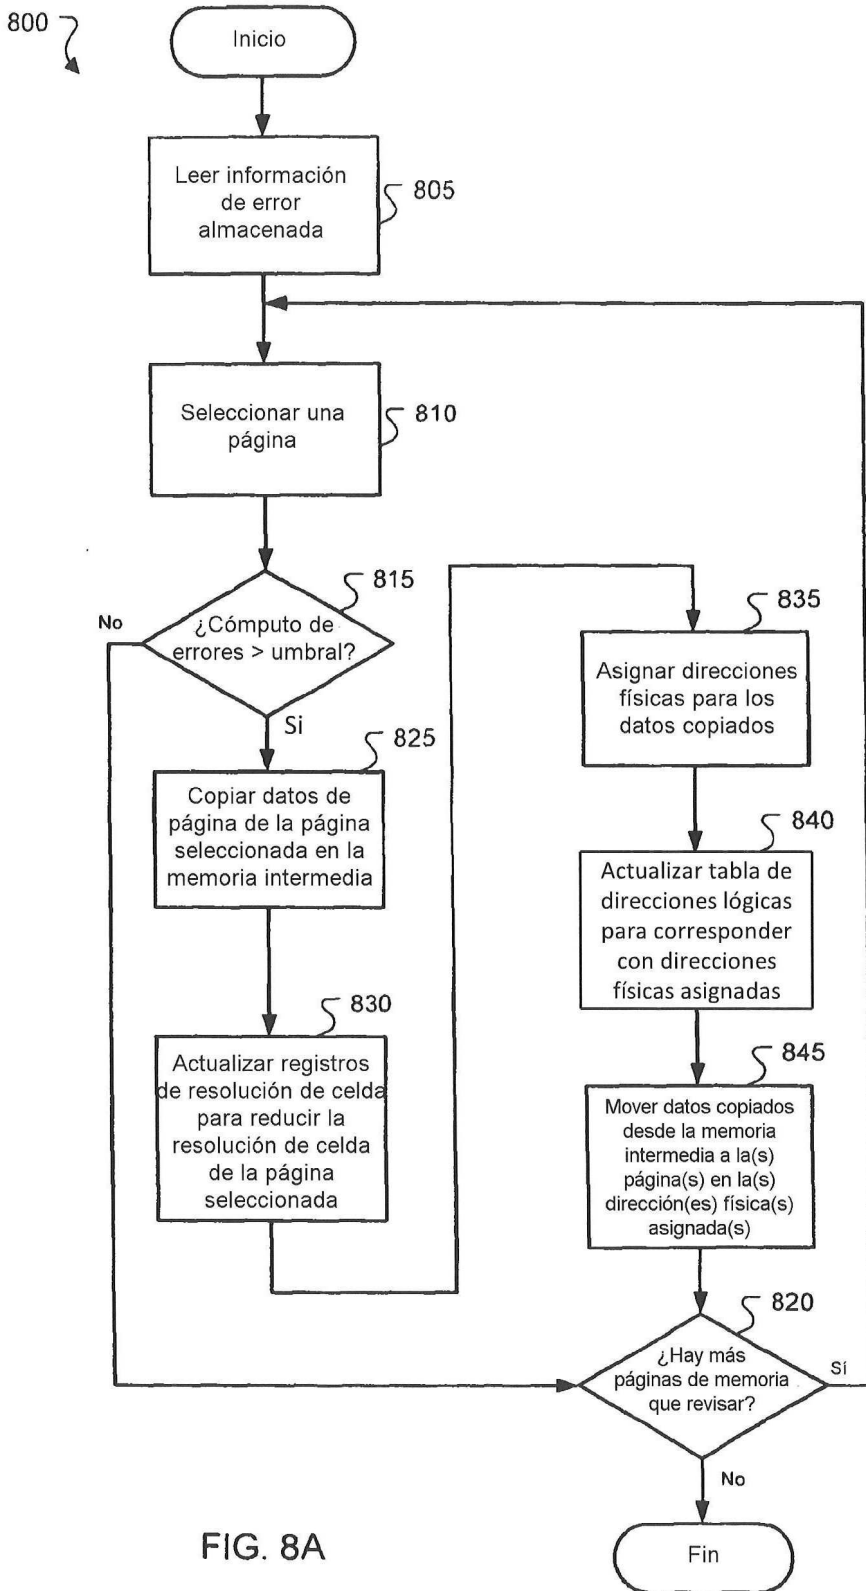 800
Inicio
Leer información
de error
almacenada
805
Seleccionar una
página
810
¿Cómputo de
errores > umbral?
815
No
Si
Copiar datos de
página de la página
seleccionada en la
memoria intermedia
825
Actualizar registros
de resolución de celda
para reducir la
resolución de celda
de la página
seleccionada
830
Asignar direcciones
físicas para los
datos copiados
835
Actualizar tabla de
direcciones lógicas
para corresponder
con direcciones
físicas asignadas
840
Mover datos copiados
desde la memoria
intermedia a la(s)
página(s) en la(s)
dirección(es) física(s)
asignada(s)
845
¿Hay más
páginas de memoria
que revisar?
820
Sí
No
Fin
FIG. 8A